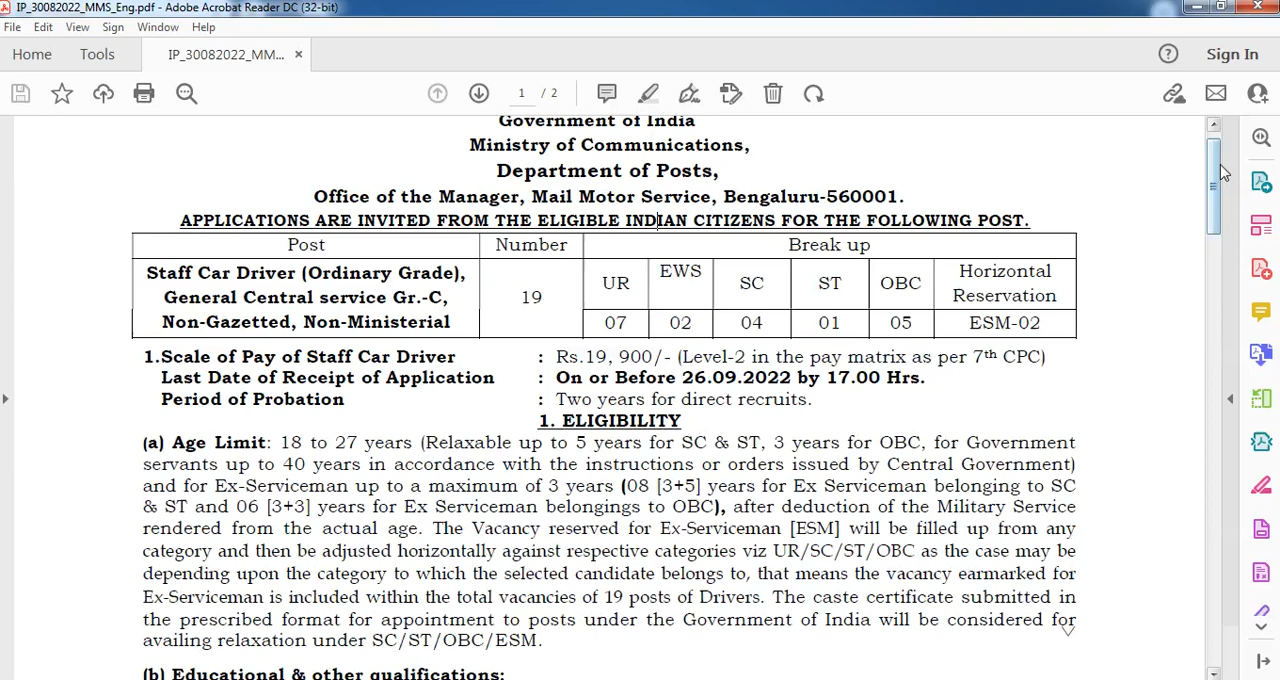 IP_30082022_MMS_Eng.pdf - Adobe Acrobat Reader DC (32-bit)
File Edit View Sign Window Help
Home Tools IP_30082022_MM... × Sign In
1 / 2
Government of India
Ministry of Communications,
Department of Posts,
Office of the Manager, Mail Motor Service, Bengaluru-560001.
APPLICATIONS ARE INVITED FROM THE ELIGIBLE INDIAN CITIZENS FOR THE FOLLOWING POST.
Post Number Break up
Staff Car Driver (Ordinary Grade), General Central service Gr.-C, Non-Gazetted, Non-Ministerial
19
UR EWS SC ST OBC Horizontal Reservation
07 02 04 01 05 ESM-02
1.Scale of Pay of Staff Car Driver : Rs.19, 900/- (Level-2 in the pay matrix as per 7th CPC)
Last Date of Receipt of Application : On or Before 26.09.2022 by 17.00 Hrs.
Period of Probation : Two years for direct recruits.
1. ELIGIBILITY
(a) Age Limit: 18 to 27 years (Relaxable up to 5 years for SC & ST, 3 years for OBC, for Government
servants up to 40 years in accordance with the instructions or orders issued by Central Government)
and for Ex-Serviceman up to a maximum of 3 years (08 [3+5] years for Ex Serviceman belonging to SC
& ST and 06 [3+3] years for Ex Serviceman belongings to OBC), after deduction of the Military Service
rendered from the actual age. The Vacancy reserved for Ex-Serviceman [ESM] will be filled up from any
category and then be adjusted horizontally against respective categories viz UR/SC/ST/OBC as the case may be
depending upon the category to which the selected candidate belongs to, that means the vacancy earmarked for
Ex-Serviceman is included within the total vacancies of 19 posts of Drivers. The caste certificate submitted in
the prescribed format for appointment to posts under the Government of India will be considered for
availing relaxation under SC/ST/OBC/ESM.
(b) Educational & other qualifications: